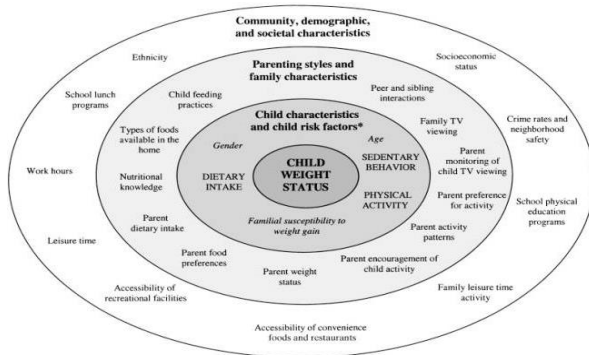 Community, demographic,
and societal characteristics
Ethnicity
Socioeconomic
status
School lunch
programs
Parenting styles and
family characteristics
Child feeding
practices
Peer and sibling
interactions
Crime rates and
neighborhood
safety
Types of foods
available in the
home
Child characteristics
and child risk factors*
Family TV
viewing
Gender
Age
Work hours
Nutritional
knowledge
DIETARY
INTAKE
CHILD
WEIGHT
STATUS
SEDENTARY
BEHAVIOR
PHYSICAL
ACTIVITY
Parent
monitoring of
child TV viewing
Parent preference
for activity
School physical
education
programs
Leisure time
Parent
dietary intake
Familial susceptibility to
weight gain
Parent activity
patterns
Parent food
preferences
Parent weight
status
Parent encouragement of
child activity
Accessibility of
recreational facilities
Family leisure time
activity
Accessibility of convenience
foods and restaurants